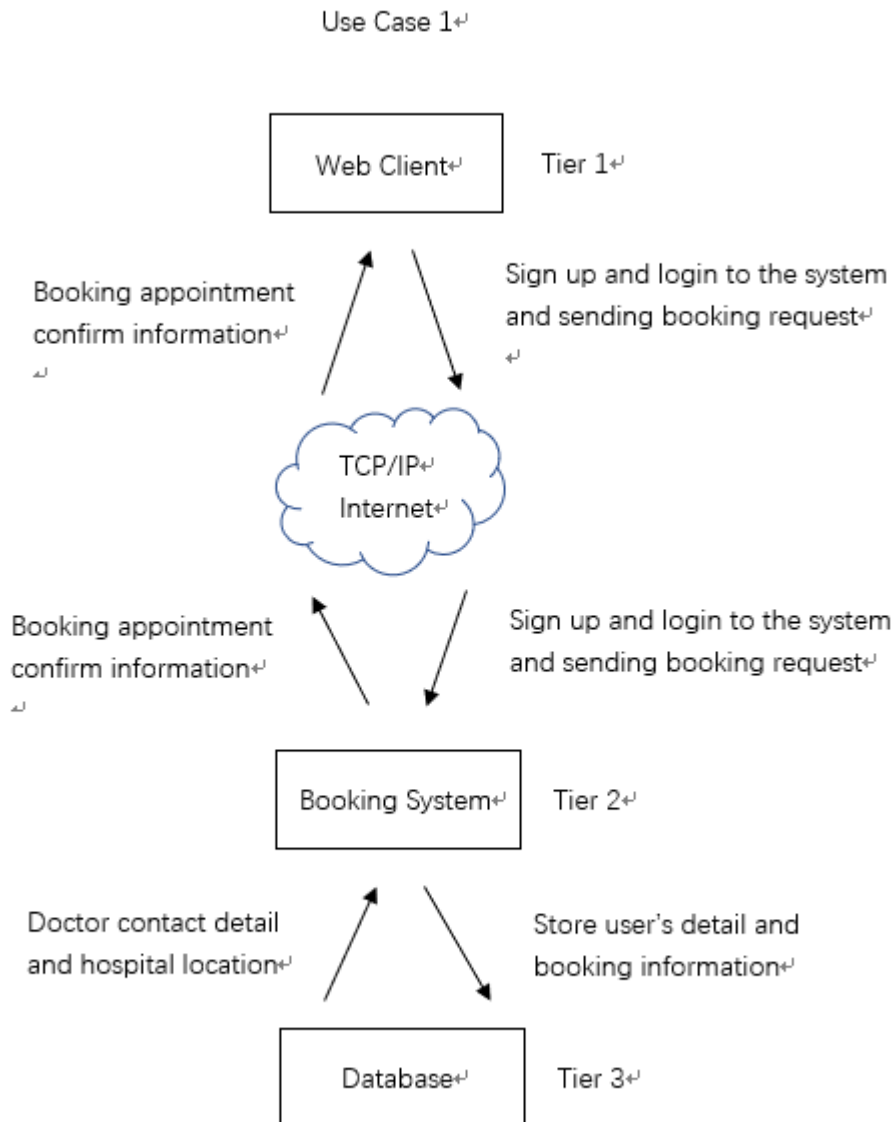 Use Case 1↵
Web Client↵
Tier 1↵
Booking appointment
confirm information↵
↵
Sign up and login to the system
and sending booking request↵
↵
TCP/IP↵
Internet↵
Booking appointment
confirm information↵
↵
Sign up and login to the system
and sending booking request↵
Booking System↵
Tier 2↵
Doctor contact detail
and hospital location↵
Store user's detail and
booking information↵
Database↵
Tier 3↵